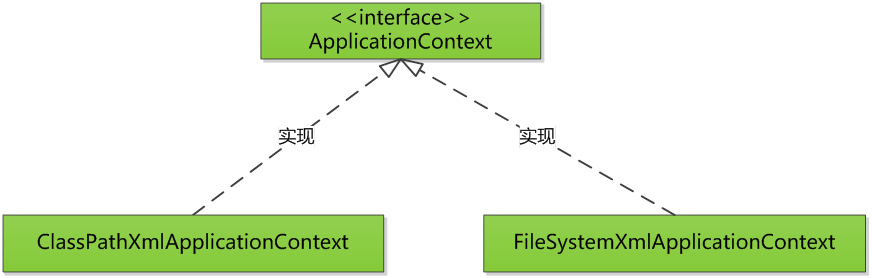 <<interface>>
ApplicationContext
实现
实现
ClassPathXmlApplicationContext
FileSystemXmlApplicationContext